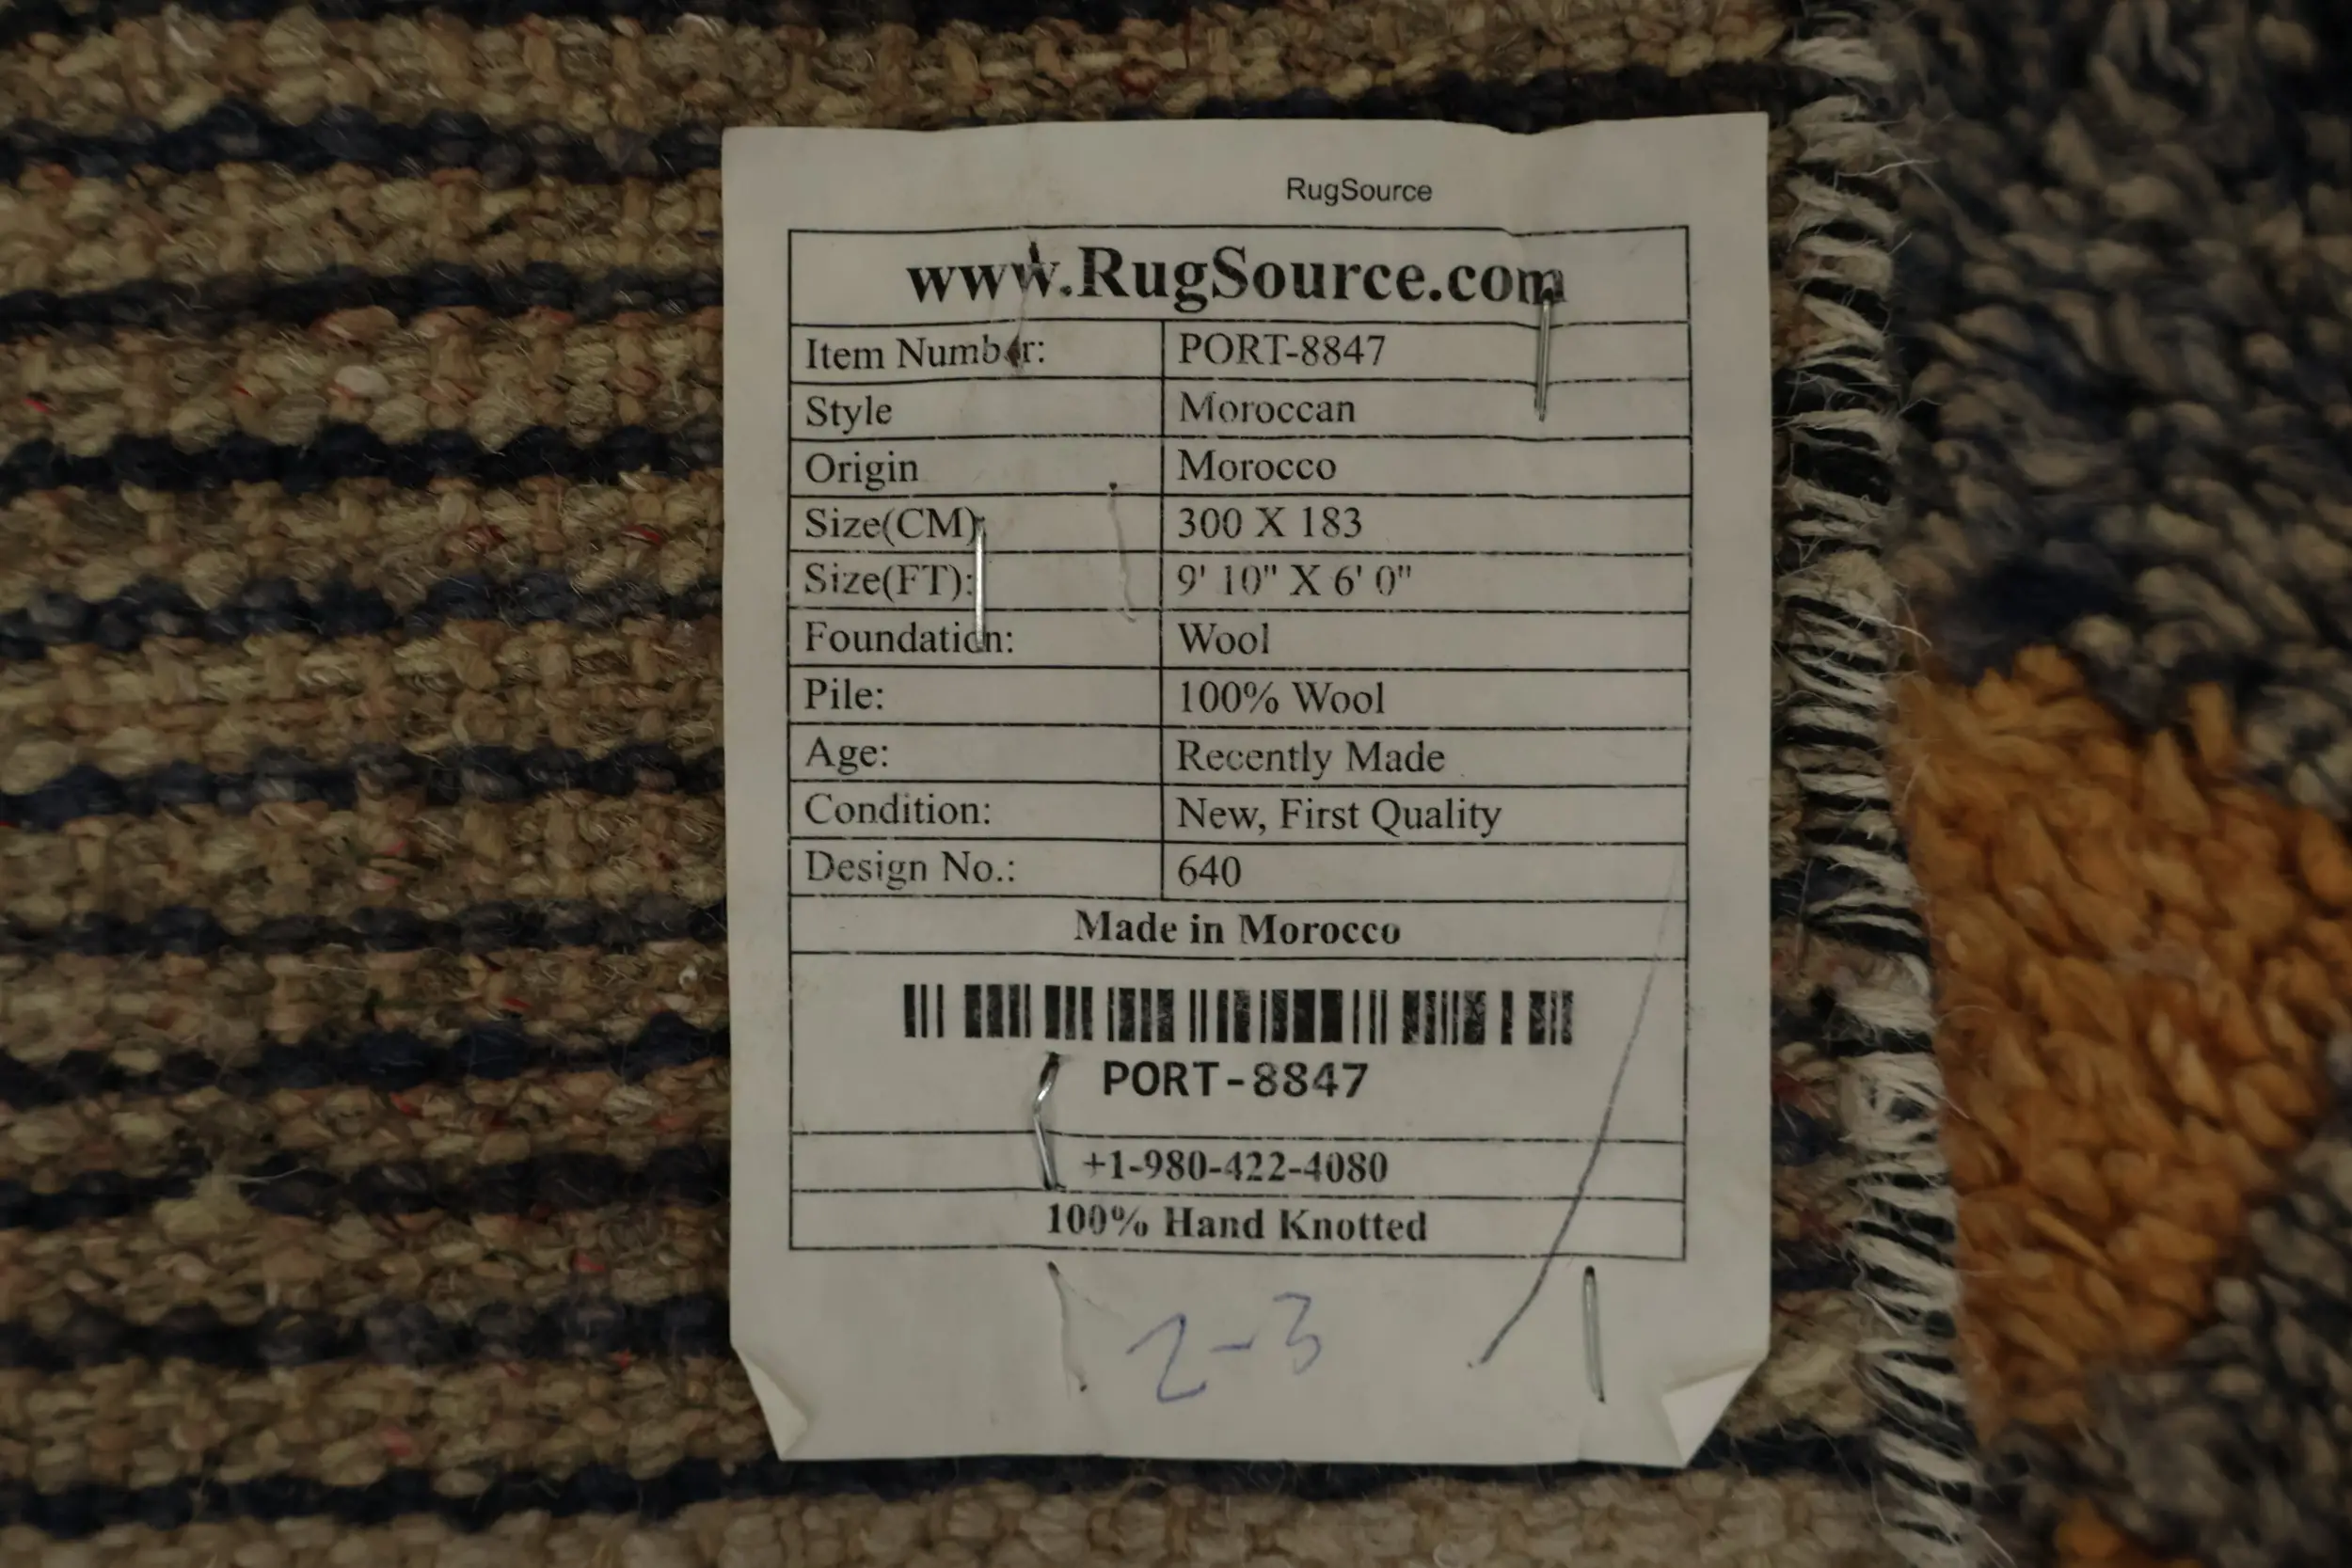 RugSource
www.RugSource.com
Item Number: PORT-8847
Style Moroccan
Origin Morocco
Size(CM): 300 X 183
Size(FT): 9' 10" X 6' 0"
Foundation: Wool
Pile: 100% Wool
Age: Recently Made
Condition: New, First Quality
Design No.: 640
Made in Morocco
PORT-8847
+1-980-422-4080
100% Hand Knotted
2-3